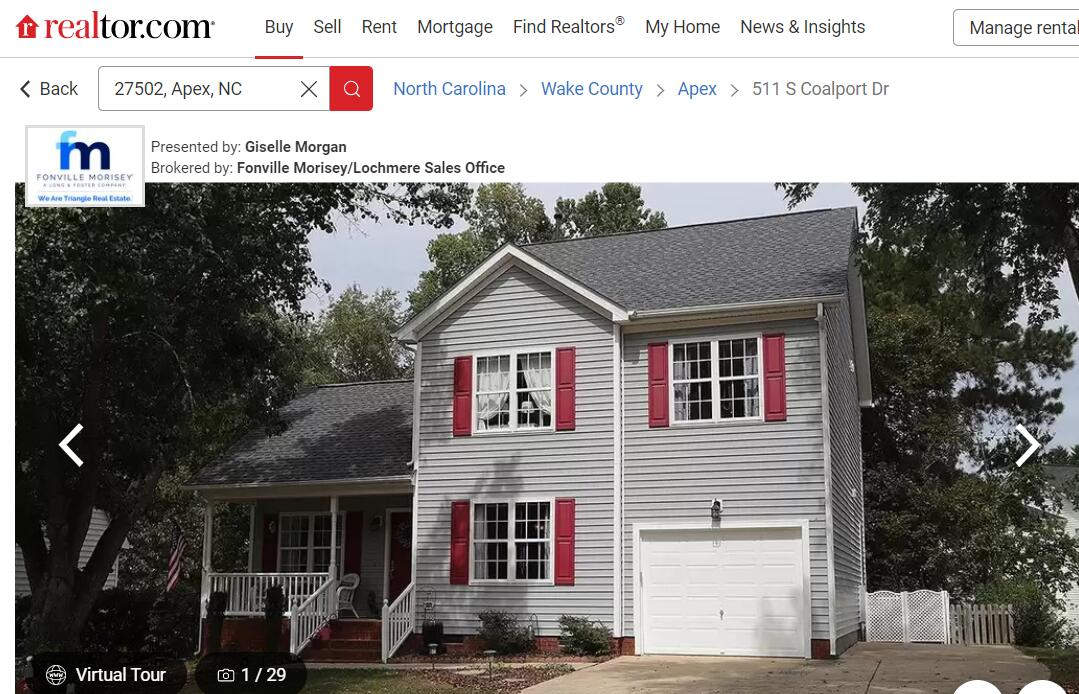 realtor.com®
Buy Sell Rent Mortgage Find Realtors® My Home News & Insights
Manage rental
Back
27502, Apex, NC
North Carolina > Wake County > Apex > 511 S Coalport Dr
fm
FONVILLE MORISEY
A LONG & FOSTER COMPANY
We Are Triangle Real Estate.
Presented by: Giselle Morgan
Brokered by: Fonville Morisey/Lochmere Sales Office
Virtual Tour
1 / 29